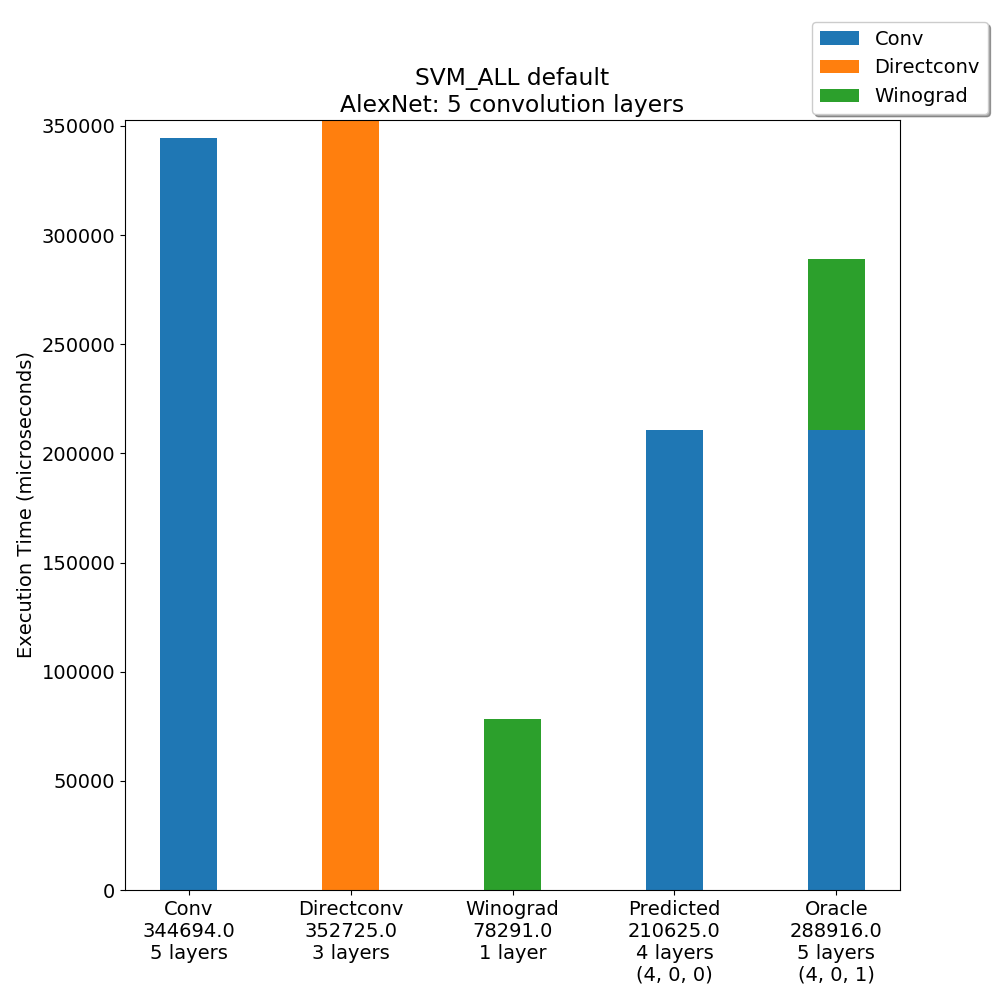 Conv
Directconv
Winograd
SVM_ALL default
AlexNet: 5 convolution layers
350000
300000
250000
200000
150000
100000
50000
0
Execution Time (microseconds)
Conv
344694.0
5 layers
Directconv
352725.0
3 layers
Winograd
78291.0
1 layer
Predicted
210625.0
4 layers
(4, 0, 0)
Oracle
288916.0
5 layers
(4, 0, 1)